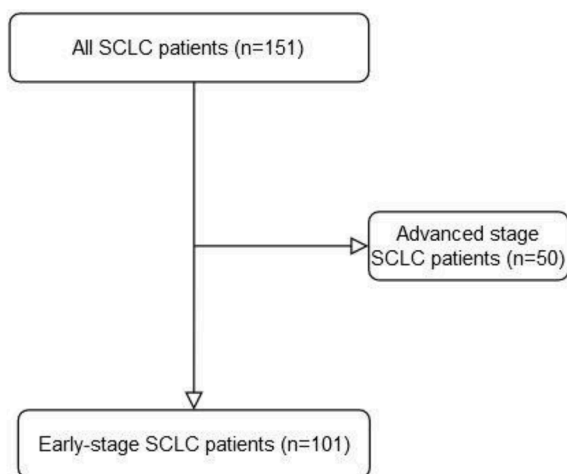 All SCLC patients (n=151)
Advanced stage
SCLC patients (n=50)
Early-stage SCLC patients (n=101)